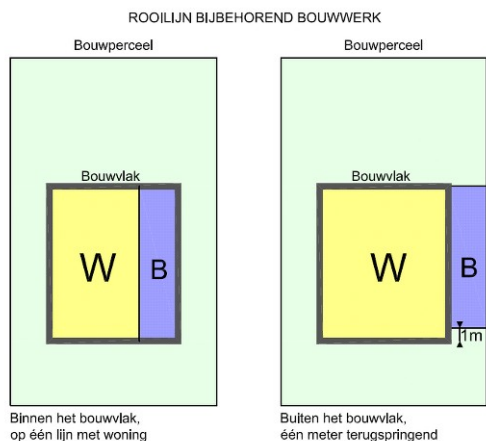 ROOILIJN BIJBEHOREND BOUWWERK
Bouwperceel
Bouwvlak
W
B
Binnen het bouwvlak,
op één lijn met woning
Bouwperceel
Bouwvlak
W
B
1m
Buiten het bouwvlak,
één meter terugspringend